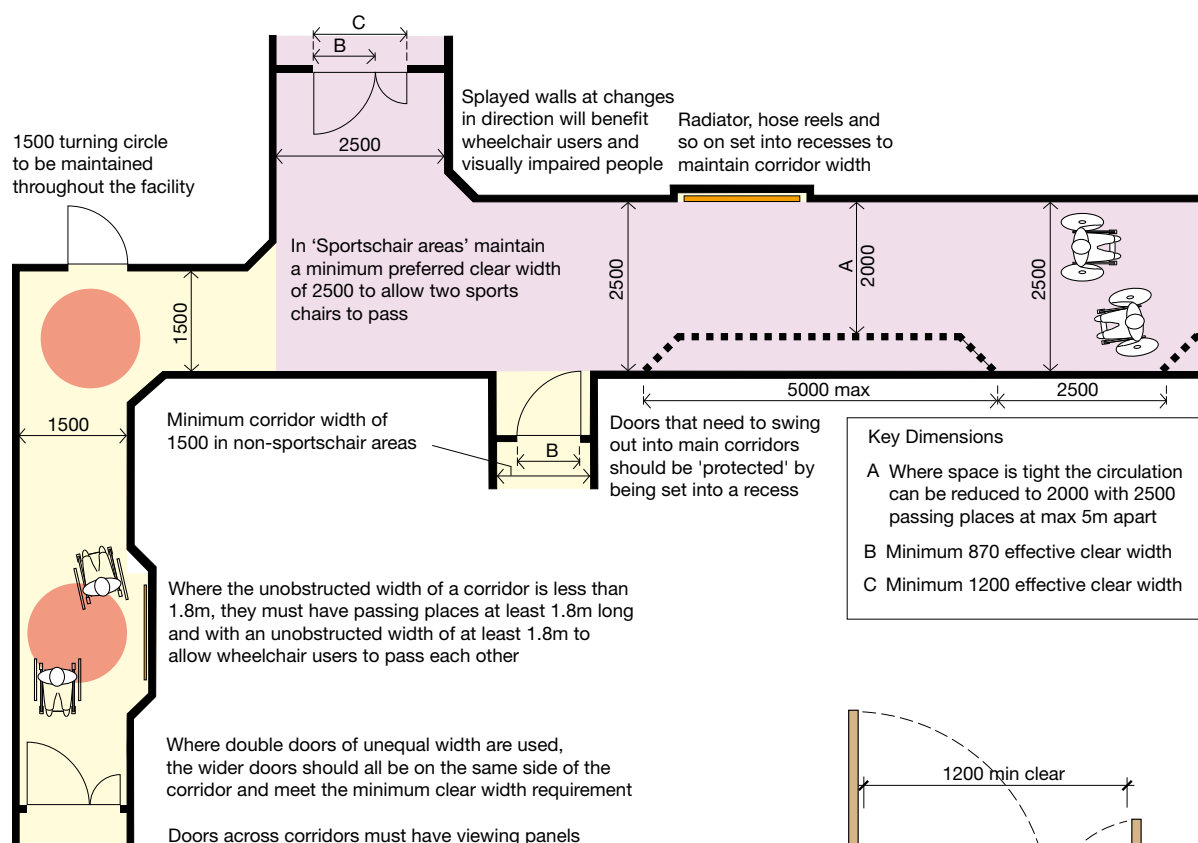 C
B
2500
Splayed walls at changes
in direction will benefit
wheelchair users and
visually impaired people
Radiator, hose reels and
so on set into recesses to
maintain corridor width
1500 turning circle
to be maintained
throughout the facility
In ‘Sportschair areas’ maintain
a minimum preferred clear width
of 2500 to allow two sports
chairs to pass
1500
2500
A
2000
2500
5000 max
2500
1500
Minimum corridor width of
1500 in non-sportschair areas
B
Doors that need to swing
out into main corridors
should be 'protected' by
being set into a recess
Key Dimensions
A Where space is tight the circulation
can be reduced to 2000 with 2500
passing places at max 5m apart
B Minimum 870 effective clear width
C Minimum 1200 effective clear width
Where the unobstructed width of a corridor is less than
1.8m, they must have passing places at least 1.8m long
and with an unobstructed width of at least 1.8m to
allow wheelchair users to pass each other
Where double doors of unequal width are used,
the wider doors should all be on the same side of the
corridor and meet the minimum clear width requirement
Doors across corridors must have viewing panels
1200 min clear